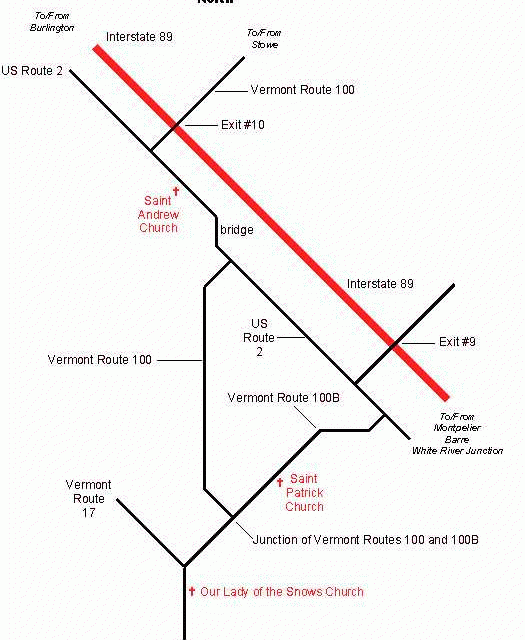 North
To/From
Burlington
Interstate 89
To/From
Stowe
US Route 2
Vermont Route 100
Exit #10
Saint
Andrew
Church
bridge
Interstate 89
US
Route
2
Exit #9
Vermont Route 100
Vermont Route 100B
To/From
Montpelier
Barre
White River Junction
Vermont
Route
17
Saint
Patrick
Church
Junction of Vermont Routes 100 and 100B
Our Lady of the Snows Church